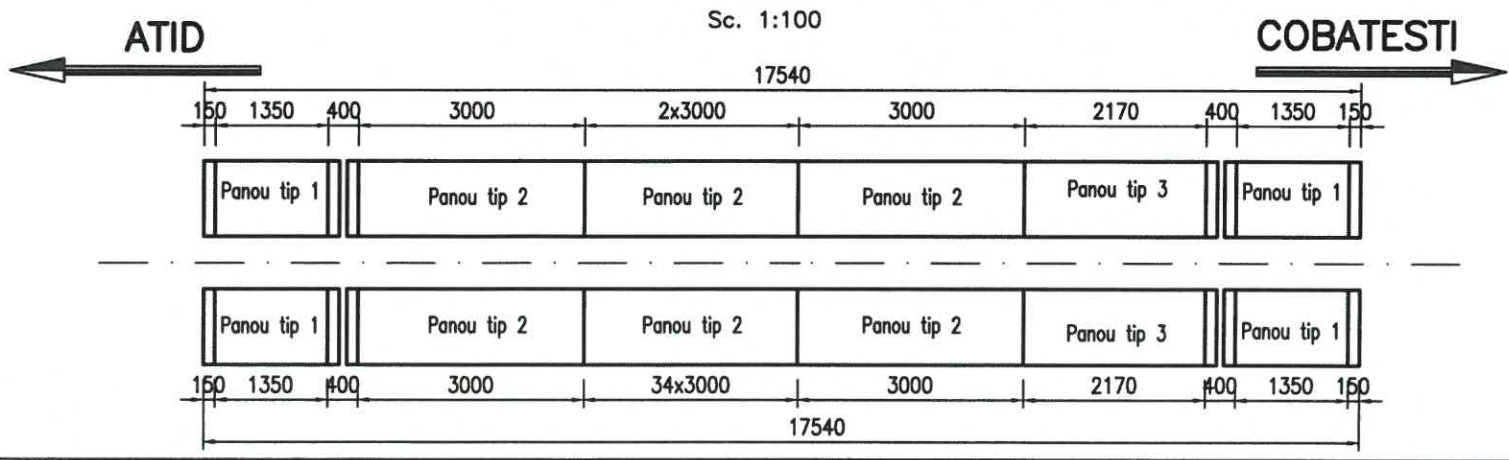 Sc. 1:100
ATID COBATESTI
17540
150 1350 400 3000 2x3000 3000 2170 400 1350 150
Panou tip 1 Panou tip 2 Panou tip 2 Panou tip 2 Panou tip 3 Panou tip 1
Panou tip 1 Panou tip 2 Panou tip 2 Panou tip 2 Panou tip 3 Panou tip 1
150 1350 400 3000 34x3000 3000 2170 400 1350 150
17540